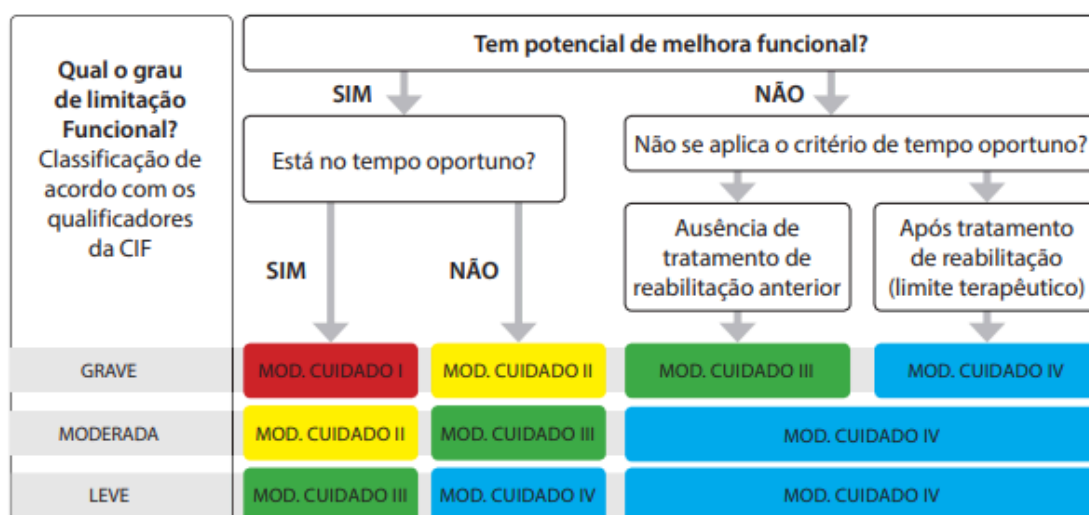 Qual o grau
de limitação
Funcional?
Classificação de
acordo com os
qualificadores
da CIF
Tem potencial de melhora funcional?
SIM
NÃO
Está no tempo oportuno?
Não se aplica o critério de tempo oportuno?
SIM
NÃO
Ausência de
tratamento de
reabilitação anterior
Após tratamento
de reabilitação
(limite terapêutico)
GRAVE
MOD. CUIDADO I
MOD. CUIDADO II
MOD. CUIDADO III
MOD. CUIDADO IV
MODERADA
MOD. CUIDADO II
MOD. CUIDADO III
MOD. CUIDADO IV
LEVE
MOD. CUIDADO III
MOD. CUIDADO IV
MOD. CUIDADO IV